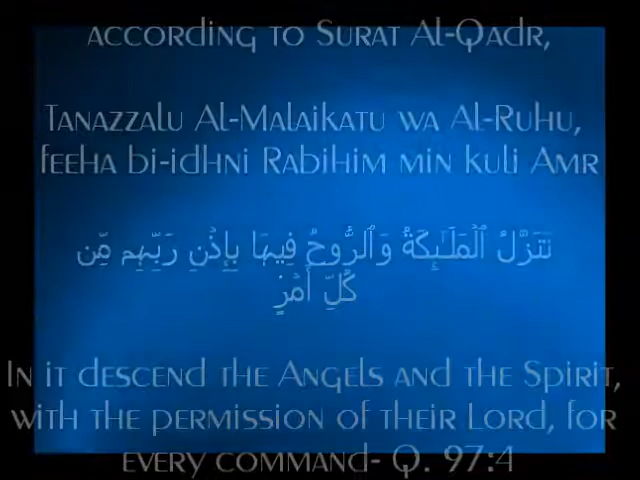 According to Surat Al-Qadr,
Tanazzalu Al-Malaikatu wa Al-Ruhu,
feeha bi-idhni Rabihim min kuli Amr
تَنَزَّلُ ٱلْمَلَـٰٓئِكَةُ وَٱلرُّوحُ فِيهَا بِإِذْنِ رَبِّهِم مِّن
كُلِّ أَمْرٍۢ
In it descend the Angels and the Spirit,
with the permission of their Lord, for
every command- Q. 97:4